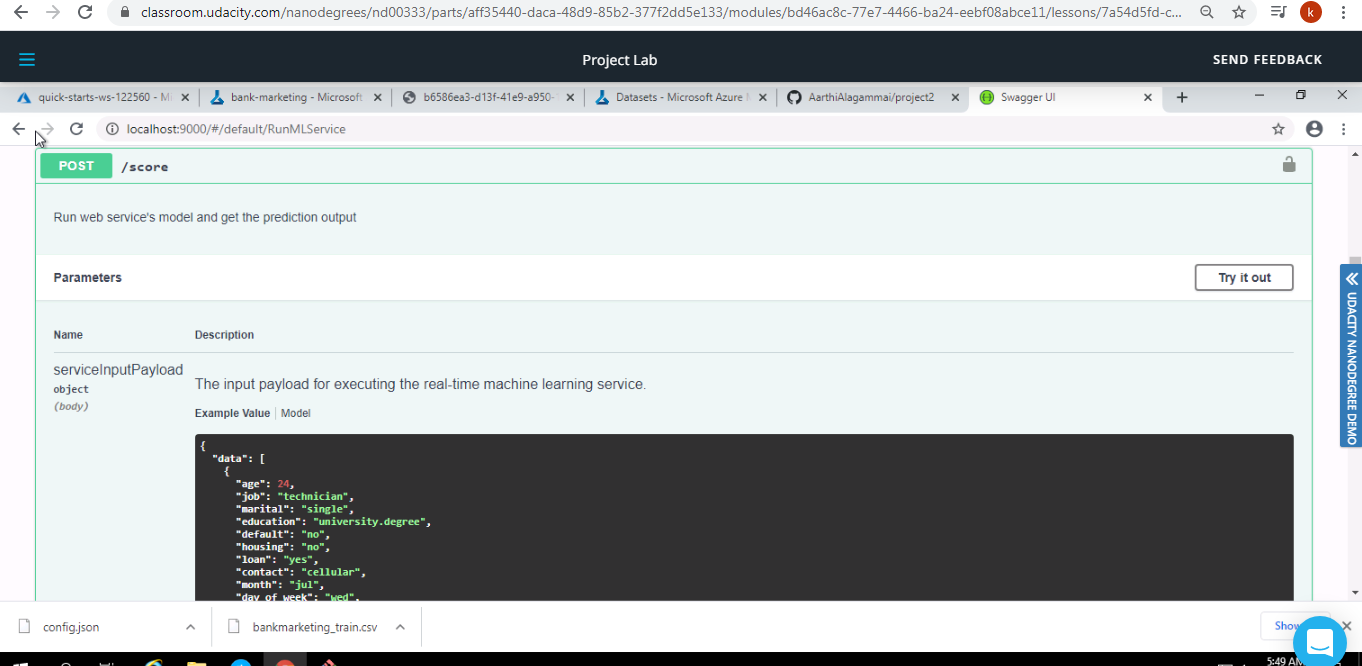 classroom.udacity.com/nanodegrees/nd00333/parts/aff35440-daca-48d9-85b2-377f2dd5e133/modules/bd46ac8c-77e7-4466-ba24-eebf08abce11/lessons/7a54d5fd-c...
k
Project Lab
SEND FEEDBACK
quick-starts-ws-122560 - Mi
bank-marketing - Microsoft
b6586ea3-d13f-41e9-a950-
Datasets - Microsoft Azure
AarthiAlagammai/project2
Swagger UI
localhost:9000/#/default/RunMLService
POST /score
Run web service's model and get the prediction output
Parameters
Try it out
Name Description
serviceInputPayload
object
(body)
The input payload for executing the real-time machine learning service.
Example Value | Model
{
"data": [
{
"age": 24,
"job": "technician",
"marital": "single",
"education": "university.degree",
"default": "no",
"housing": "no",
"loan": "yes",
"contact": "cellular",
"month": "jul",
"day_of_week": "wed",
UDACITY NANODEGREE DEMO
config.json
bankmarketing_train.csv
Show
5:49 AM